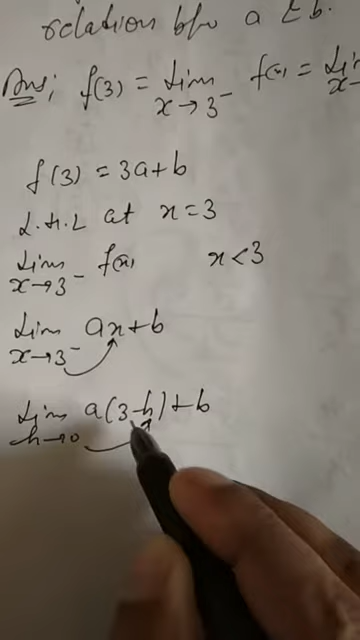 relation b/w a & b.
Ans; f(3) = Lim x→3⁻ f(x) = Lim x→
f(3) = 3a+b
L.H.L at x=3
Lim x→3⁻ f(x) x<3
Lim x→3⁻ ax+b
Lim h→0 a(3-h)+b